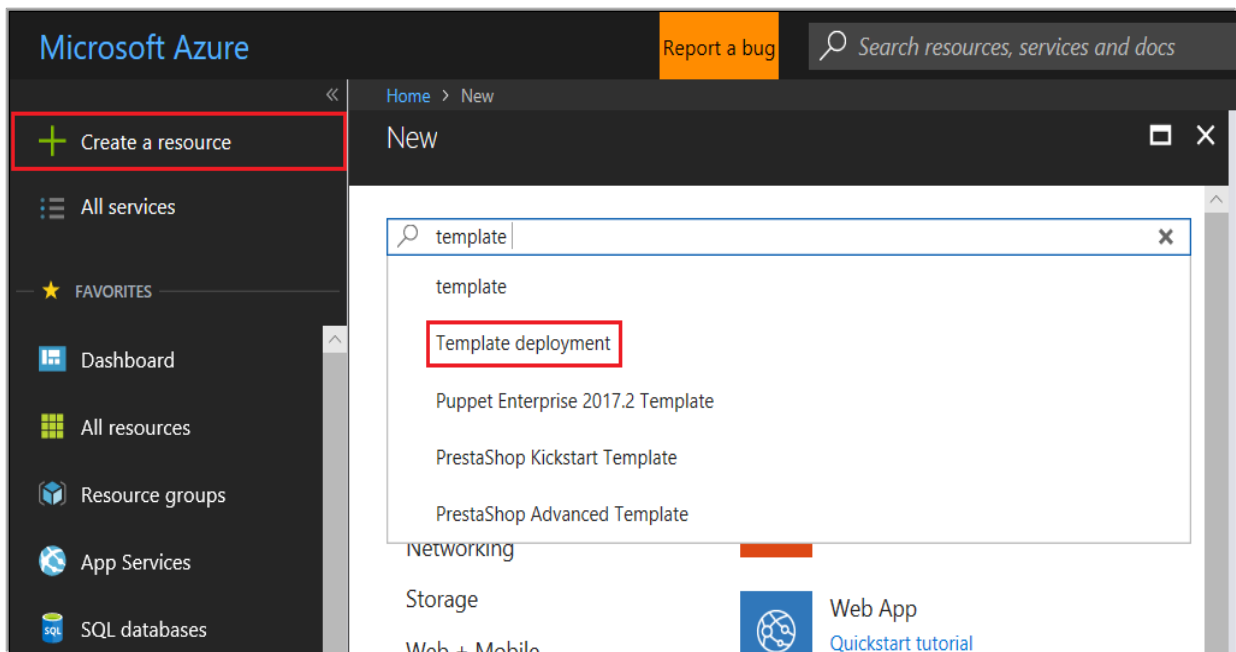 Microsoft Azure
Report a bug
Search resources, services and docs
«
Home > New
Create a resource
New
All services
template
template
FAVORITES
Template deployment
Dashboard
Puppet Enterprise 2017.2 Template
All resources
PrestaShop Kickstart Template
Resource groups
PrestaShop Advanced Template
Networking
App Services
Storage
Web App
SQL
SQL databases
Web + Mobile
Quickstart tutorial